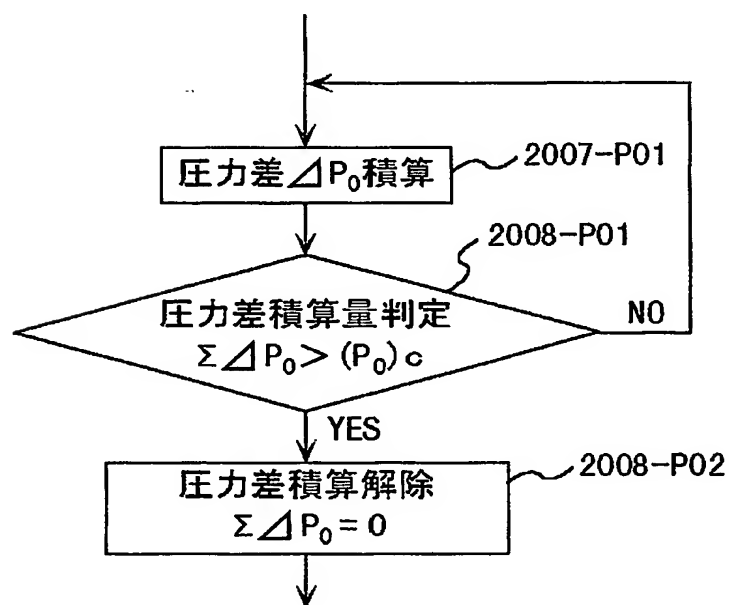 圧力差⊿P₀積算
2007-P01
2008-P01
圧力差積算量判定
Σ⊿P₀>(P₀)c
NO
YES
圧力差積算解除
Σ⊿P₀=0
2008-P02